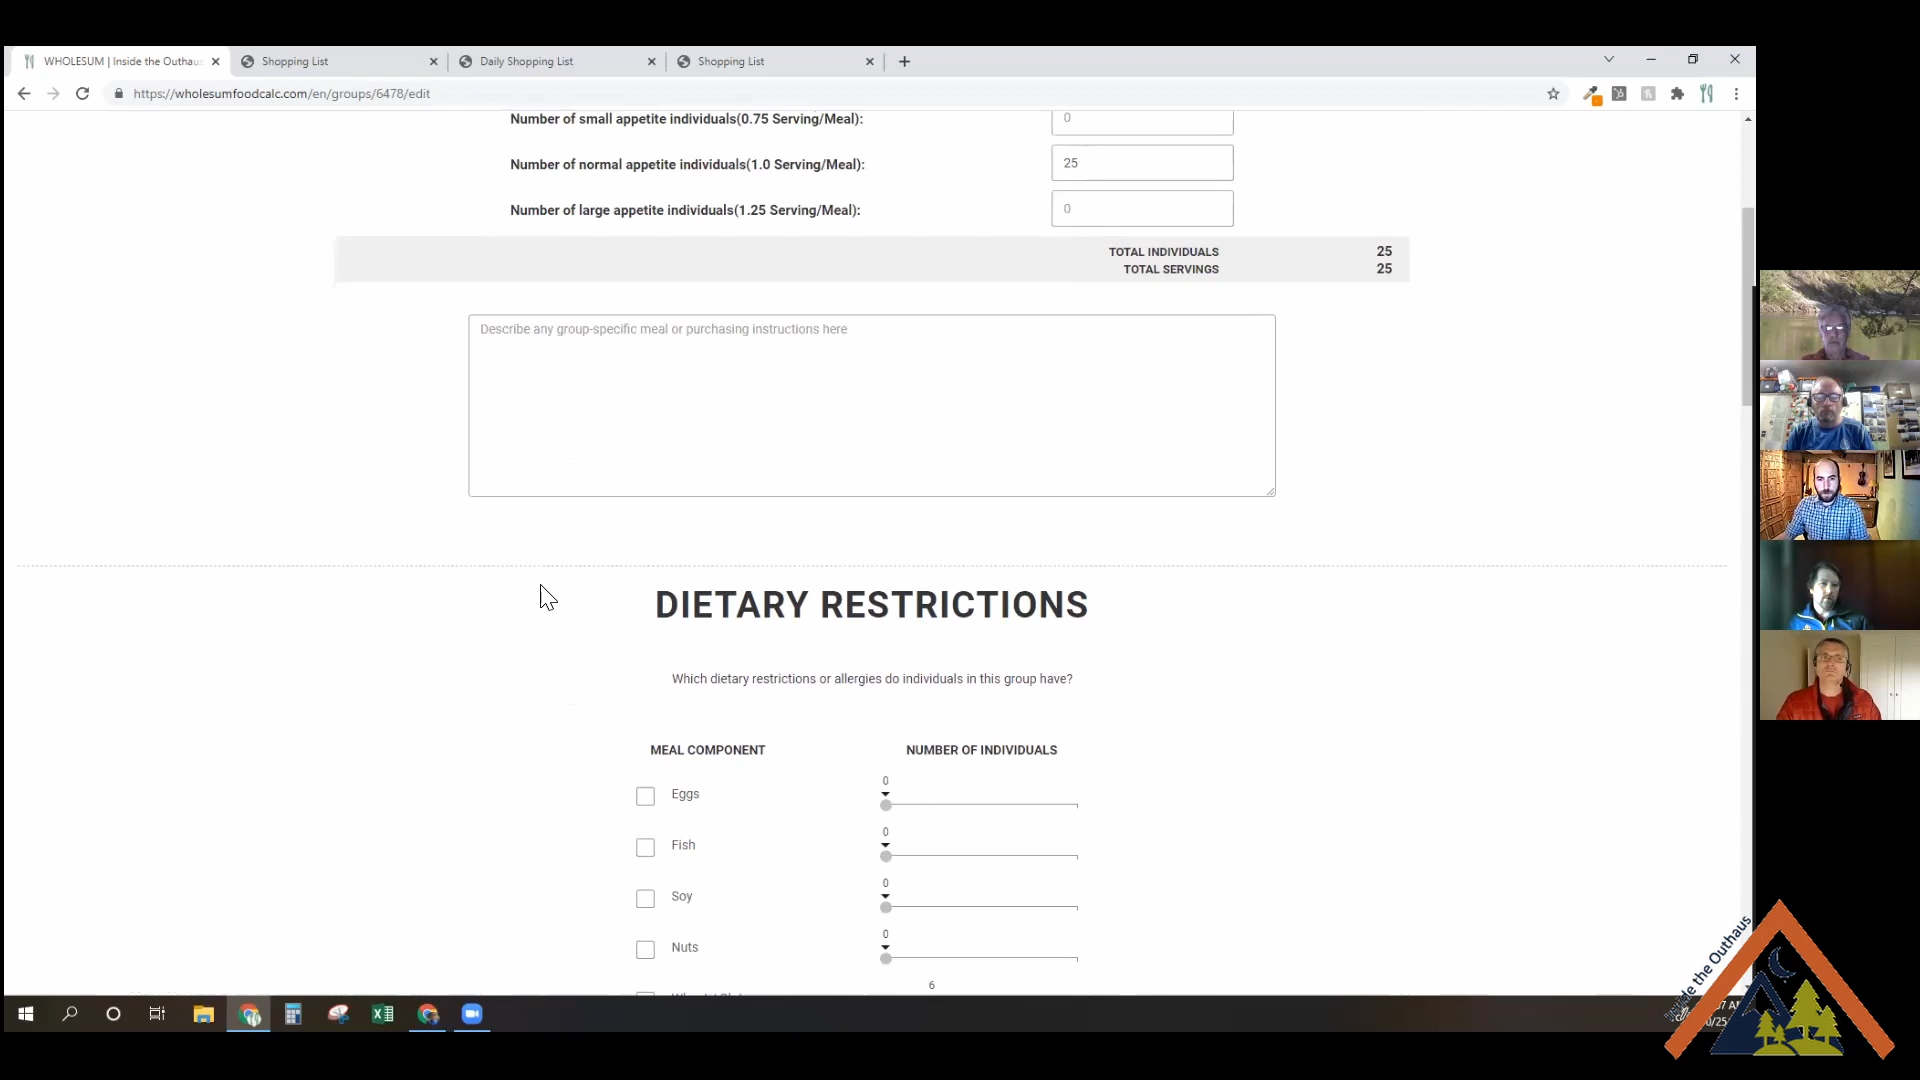 WHOLESUM | Inside the Outhau
Shopping List
Daily Shopping List
Shopping List
https://wholesumfoodcalc.com/en/groups/6478/edit
Number of small appetite individuals(0.75 Serving/Meal):
0
Number of normal appetite individuals(1.0 Serving/Meal):
25
Number of large appetite individuals(1.25 Serving/Meal):
0
TOTAL INDIVIDUALS 25
TOTAL SERVINGS 25
Describe any group-specific meal or purchasing instructions here
DIETARY RESTRICTIONS
Which dietary restrictions or allergies do individuals in this group have?
MEAL COMPONENT NUMBER OF INDIVIDUALS
0
Eggs
0
Fish
0
Soy
0
Nuts
6
Inside the Outhaus